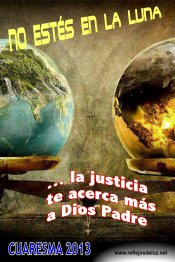 NO ESTÉS EN LA LUNA
... la justicia
te acerca más
a Dios Padre
CUARESMA 2013
www.reflejosdeluz.net